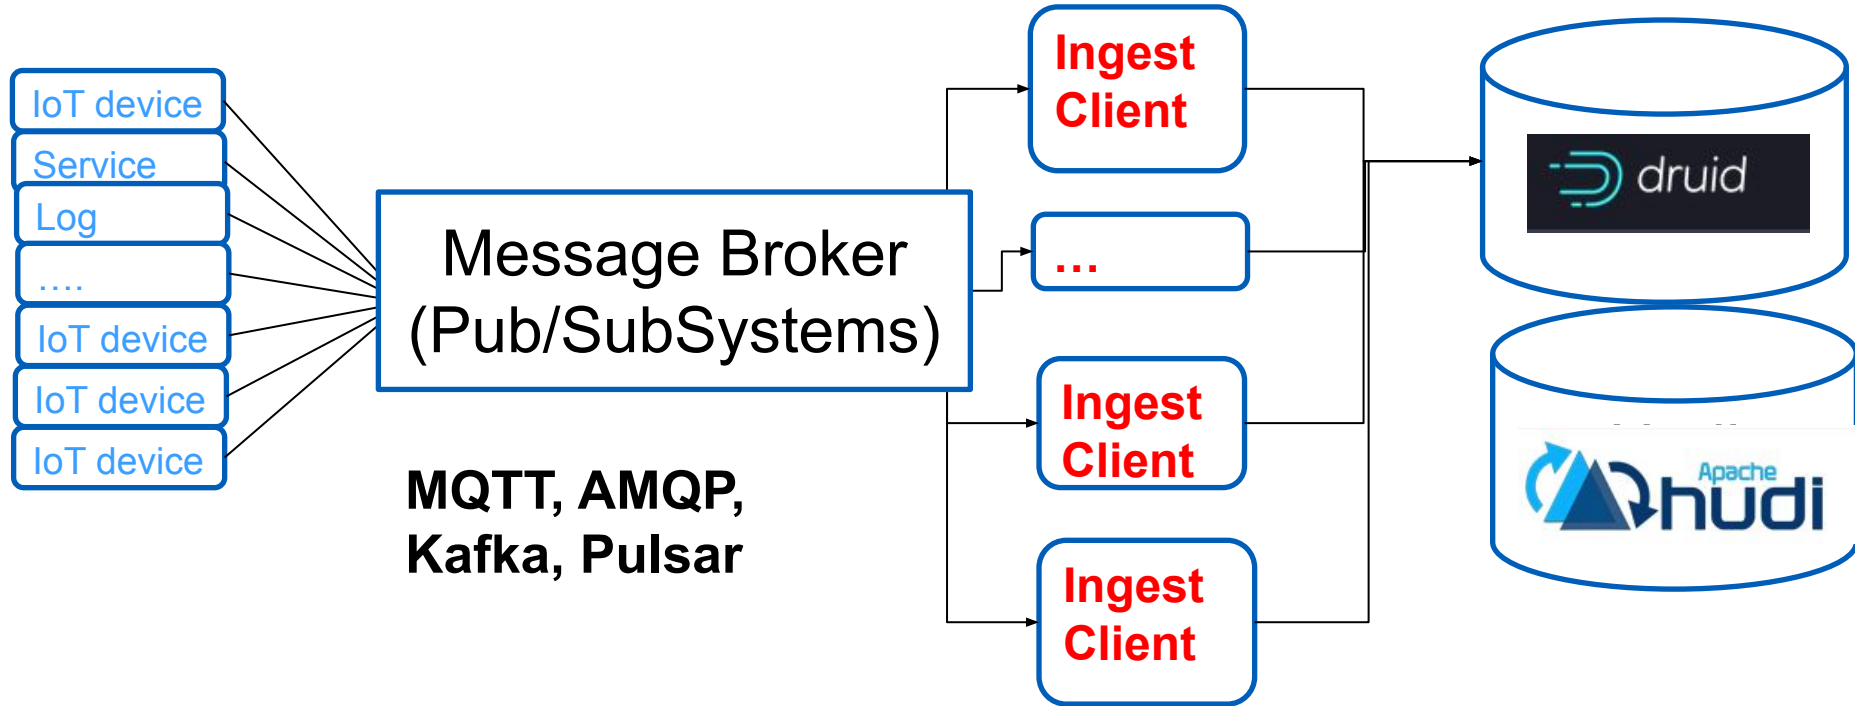 IoT device
Service
Log
....
IoT device
IoT device
IoT device
Message Broker
(Pub/SubSystems)
MQTT, AMQP,
Kafka, Pulsar
Ingest
Client
...
Ingest
Client
Ingest
Client
druid
Apache
hudi